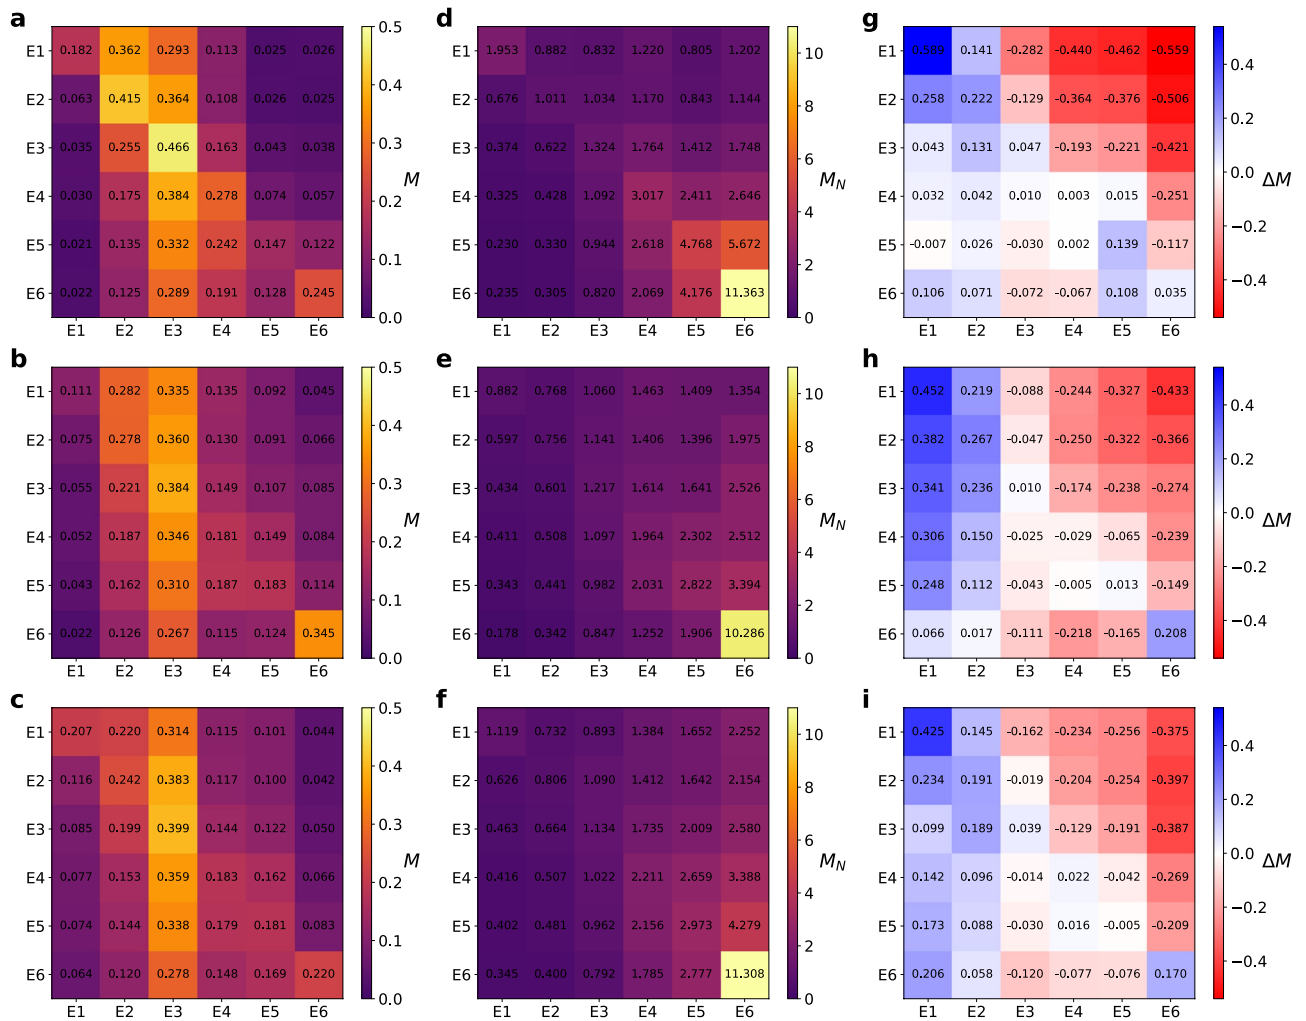 a
E1 0.182 0.362 0.293 0.113 0.025 0.026
E2 0.063 0.415 0.364 0.108 0.026 0.025
E3 0.035 0.255 0.466 0.163 0.043 0.038
E4 0.030 0.175 0.384 0.278 0.074 0.057
E5 0.021 0.135 0.332 0.242 0.147 0.122
E6 0.022 0.125 0.289 0.191 0.128 0.245
E1 E2 E3 E4 E5 E6
0.5
0.4
0.3
0.2
0.1
0.0
M
d
E1 1.953 0.882 0.832 1.220 0.805 1.202
E2 0.676 1.011 1.034 1.170 0.843 1.144
E3 0.374 0.622 1.324 1.764 1.412 1.748
E4 0.325 0.428 1.092 3.017 2.411 2.646
E5 0.230 0.330 0.944 2.618 4.768 5.672
E6 0.235 0.305 0.820 2.069 4.176 11.363
E1 E2 E3 E4 E5 E6
10
8
6
4
2
0
M_N
g
E1 0.589 0.141 -0.282 -0.440 -0.462 -0.559
E2 0.258 0.222 -0.129 -0.364 -0.376 -0.506
E3 0.043 0.131 0.047 -0.193 -0.221 -0.421
E4 0.032 0.042 0.010 0.003 0.015 -0.251
E5 -0.007 0.026 -0.030 0.002 0.139 -0.117
E6 0.106 0.071 -0.072 -0.067 0.108 0.035
E1 E2 E3 E4 E5 E6
0.4
0.2
0.0
−0.2
−0.4
ΔM
b
E1 0.111 0.282 0.335 0.135 0.092 0.045
E2 0.075 0.278 0.360 0.130 0.091 0.066
E3 0.055 0.221 0.384 0.149 0.107 0.085
E4 0.052 0.187 0.346 0.181 0.149 0.084
E5 0.043 0.162 0.310 0.187 0.183 0.114
E6 0.022 0.126 0.267 0.115 0.124 0.345
E1 E2 E3 E4 E5 E6
0.5
0.4
0.3
0.2
0.1
0.0
M
e
E1 0.882 0.768 1.060 1.463 1.409 1.354
E2 0.597 0.756 1.141 1.406 1.396 1.975
E3 0.434 0.601 1.217 1.614 1.641 2.526
E4 0.411 0.508 1.097 1.964 2.302 2.512
E5 0.343 0.441 0.982 2.031 2.822 3.394
E6 0.178 0.342 0.847 1.252 1.906 10.286
E1 E2 E3 E4 E5 E6
10
8
6
4
2
0
M_N
h
E1 0.452 0.219 -0.088 -0.244 -0.327 -0.433
E2 0.382 0.267 -0.047 -0.250 -0.322 -0.366
E3 0.341 0.236 0.010 -0.174 -0.238 -0.274
E4 0.306 0.150 -0.025 -0.029 -0.065 -0.239
E5 0.248 0.112 -0.043 -0.005 0.013 -0.149
E6 0.066 0.017 -0.111 -0.218 -0.165 0.208
E1 E2 E3 E4 E5 E6
0.4
0.2
0.0
−0.2
−0.4
ΔM
c
E1 0.207 0.220 0.314 0.115 0.101 0.044
E2 0.116 0.242 0.383 0.117 0.100 0.042
E3 0.085 0.199 0.399 0.144 0.122 0.050
E4 0.077 0.153 0.359 0.183 0.162 0.066
E5 0.074 0.144 0.338 0.179 0.181 0.083
E6 0.064 0.120 0.278 0.148 0.169 0.220
E1 E2 E3 E4 E5 E6
0.5
0.4
0.3
0.2
0.1
0.0
M
f
E1 1.119 0.732 0.893 1.384 1.652 2.252
E2 0.626 0.806 1.090 1.412 1.642 2.154
E3 0.463 0.664 1.134 1.735 2.009 2.580
E4 0.416 0.507 1.022 2.211 2.659 3.388
E5 0.402 0.481 0.962 2.156 2.973 4.279
E6 0.345 0.400 0.792 1.785 2.777 11.308
E1 E2 E3 E4 E5 E6
10
8
6
4
2
0
M_N
i
E1 0.425 0.145 -0.162 -0.234 -0.256 -0.375
E2 0.234 0.191 -0.019 -0.204 -0.254 -0.397
E3 0.099 0.189 0.039 -0.129 -0.191 -0.387
E4 0.142 0.096 -0.014 0.022 -0.042 -0.269
E5 0.173 0.088 -0.030 0.016 -0.005 -0.209
E6 0.206 0.058 -0.120 -0.077 -0.076 0.170
E1 E2 E3 E4 E5 E6
0.4
0.2
0.0
−0.2
−0.4
ΔM